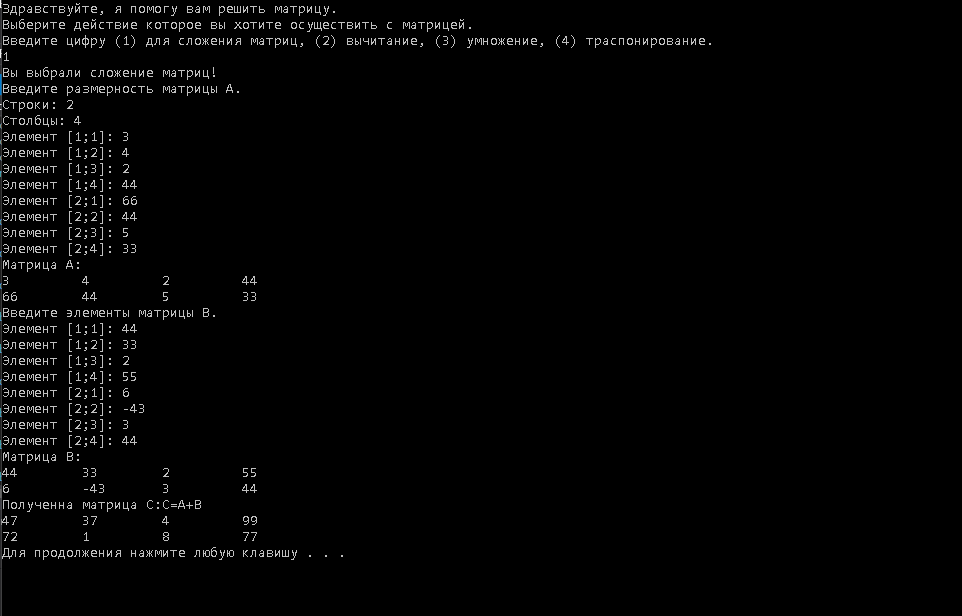 Здравствуйте, я помогу вам решить матрицу.
Выберите действие которое вы хотите осуществить с матрицей.
Введите цифру (1) для сложения матриц, (2) вычитание, (3) умножение, (4) траспонирование.
1
Вы выбрали сложение матриц!
Введите размерность матрицы А.
Строки: 2
Столбцы: 4
Элемент [1;1]: 3
Элемент [1;2]: 4
Элемент [1;3]: 2
Элемент [1;4]: 44
Элемент [2;1]: 66
Элемент [2;2]: 44
Элемент [2;3]: 5
Элемент [2;4]: 33
Матрица А:
3 4 2 44
66 44 5 33
Введите элементы матрицы В.
Элемент [1;1]: 44
Элемент [1;2]: 33
Элемент [1;3]: 2
Элемент [1;4]: 55
Элемент [2;1]: 6
Элемент [2;2]: -43
Элемент [2;3]: 3
Элемент [2;4]: 44
Матрица В:
44 33 2 55
6 -43 3 44
Полученна матрица С:С=А+В
47 37 4 99
72 1 8 77
Для продолжения нажмите любую клавишу . . .